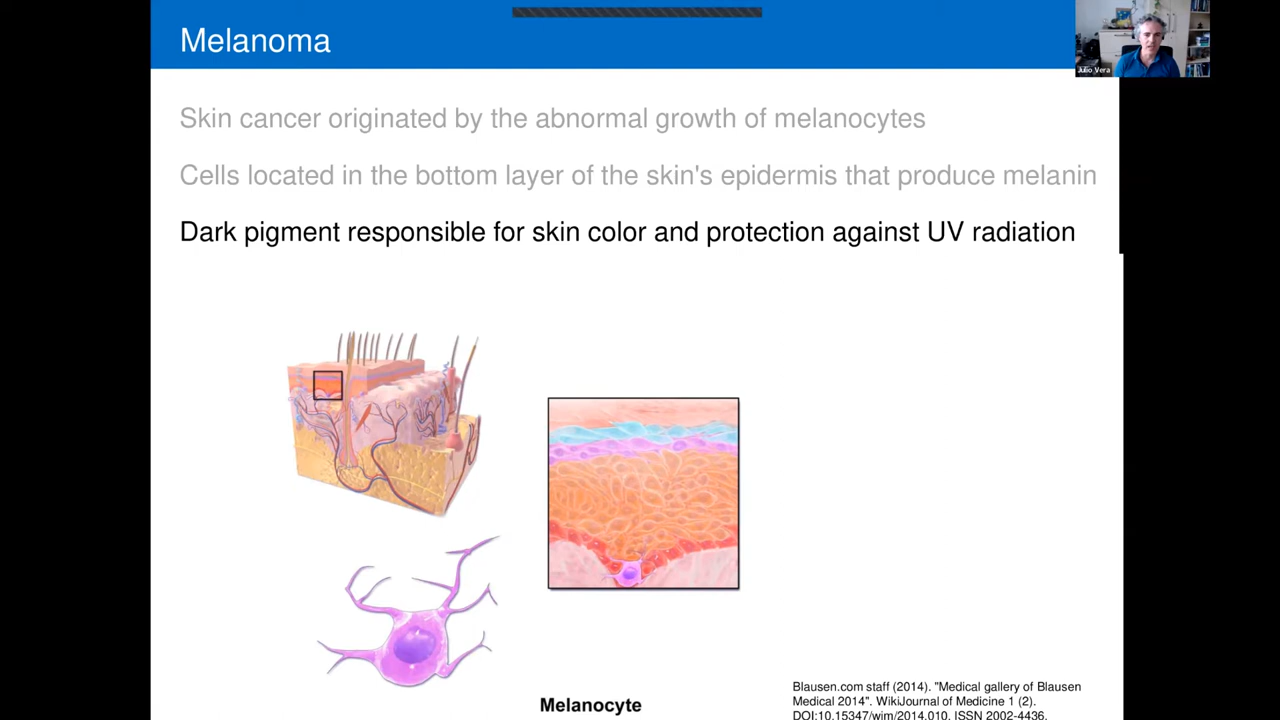 Melanoma
Julio Vera
Skin cancer originated by the abnormal growth of melanocytes
Cells located in the bottom layer of the skin's epidermis that produce melanin
Dark pigment responsible for skin color and protection against UV radiation
Melanocyte
Blausen.com staff (2014). "Medical gallery of Blausen
Medical 2014". WikiJournal of Medicine 1 (2).
DOI:10.15347/wjm/2014.010. ISSN 2002-4436.